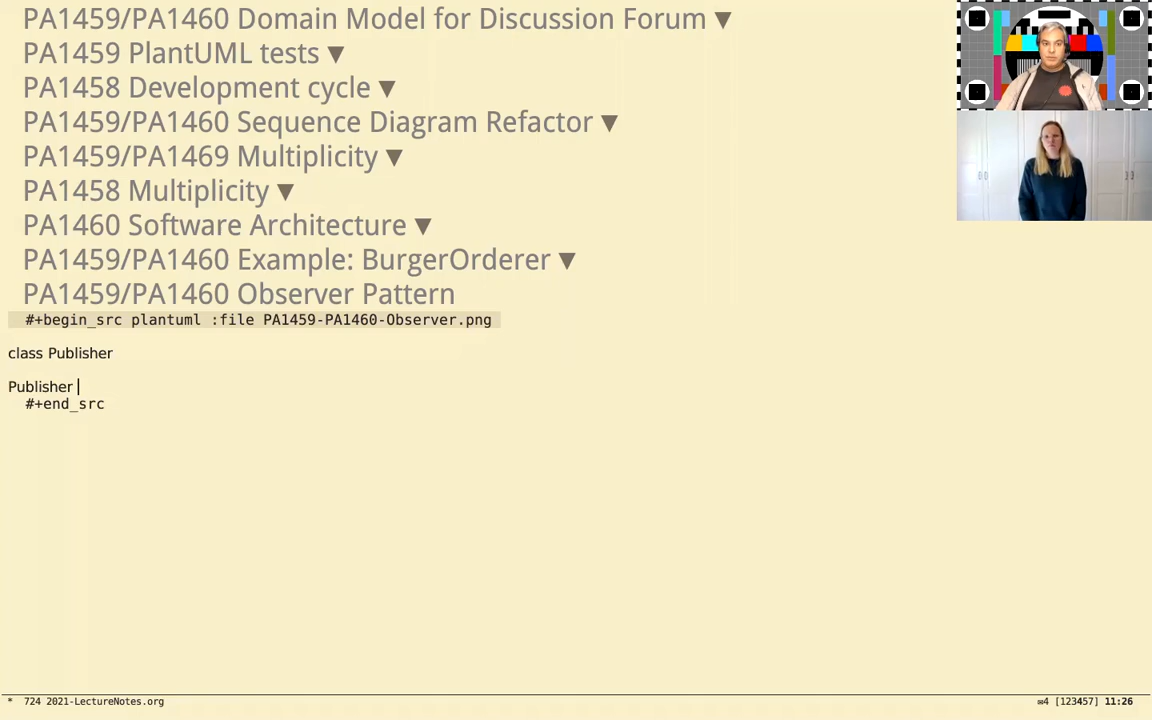 PA1459/PA1460 Domain Model for Discussion Forum ▼
PA1459 PlantUML tests ▼
PA1458 Development cycle ▼
PA1459/PA1460 Sequence Diagram Refactor ▼
PA1459/PA1469 Multiplicity ▼
PA1458 Multiplicity ▼
PA1460 Software Architecture ▼
PA1459/PA1460 Example: BurgerOrderer ▼
PA1459/PA1460 Observer Pattern
#+begin_src plantuml :file PA1459-PA1460-Observer.png
class Publisher
Publisher
#+end_src
* 724 2021-LectureNotes.org
✉4 [123457] 11:26